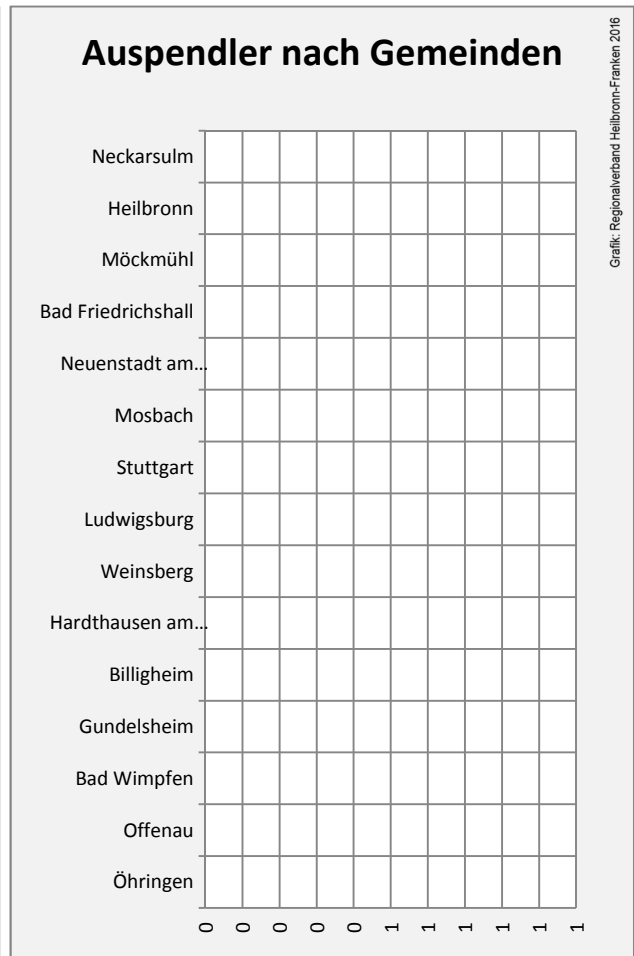 Auspendler nach Gemeinden
Grafik: Regionalverband Heilbronn-Franken 2016
Neckarsulm
Heilbronn
Möckmühl
Bad Friedrichshall
Neuenstadt am...
Mosbach
Stuttgart
Ludwigsburg
Weinsberg
Hardthausen am...
Billigheim
Gundelsheim
Bad Wimpfen
Offenau
Öhringen
0 0 0 0 0 1 1 1 1 1 1